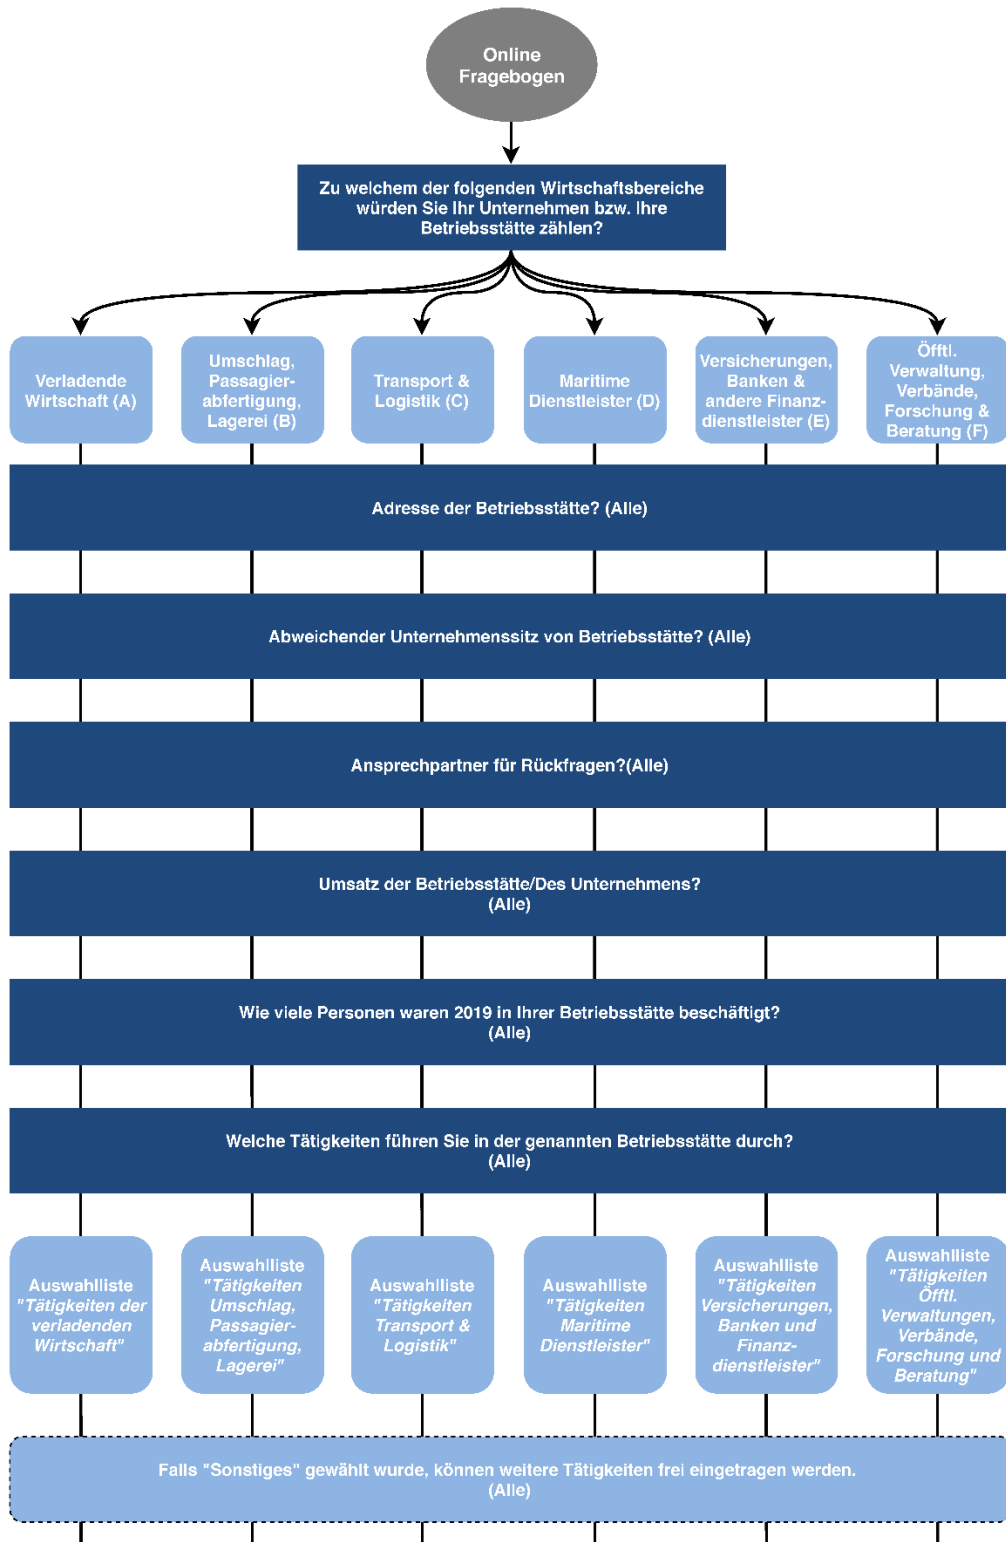 Online
Fragebogen
Zu welchem der folgenden Wirtschaftsbereiche
würden Sie Ihr Unternehmen bzw. Ihre
Betriebsstätte zählen?
Verladende
Wirtschaft (A)
Umschlag,
Passagier-
abfertigung,
Lagerei (B)
Transport &
Logistik (C)
Maritime
Dienstleister (D)
Versicherungen,
Banken &
andere Finanz-
dienstleister (E)
Öfftl.
Verwaltung,
Verbände,
Forschung &
Beratung (F)
Adresse der Betriebsstätte? (Alle)
Abweichender Unternehmenssitz von Betriebsstätte? (Alle)
Ansprechpartner für Rückfragen?(Alle)
Umsatz der Betriebsstätte/Des Unternehmens?
(Alle)
Wie viele Personen waren 2019 in Ihrer Betriebsstätte beschäftigt?
(Alle)
Welche Tätigkeiten führen Sie in der genannten Betriebsstätte durch?
(Alle)
Auswahlliste
"Tätigkeiten der
verladenden
Wirtschaft"
Auswahlliste
"Tätigkeiten
Umschlag,
Passagier-
abfertigung,
Lagerei"
Auswahlliste
"Tätigkeiten
Transport &
Logistik"
Auswahlliste
"Tätigkeiten
Maritime
Dienstleister"
Auswahlliste
"Tätigkeiten
Versicherungen,
Banken und
Finanz-
dienstleister"
Auswahlliste
"Tätigkeiten
Öfftl.
Verwaltungen,
Verbände,
Forschung und
Beratung"
Falls "Sonstiges" gewählt wurde, können weitere Tätigkeiten frei eingetragen werden.
(Alle)